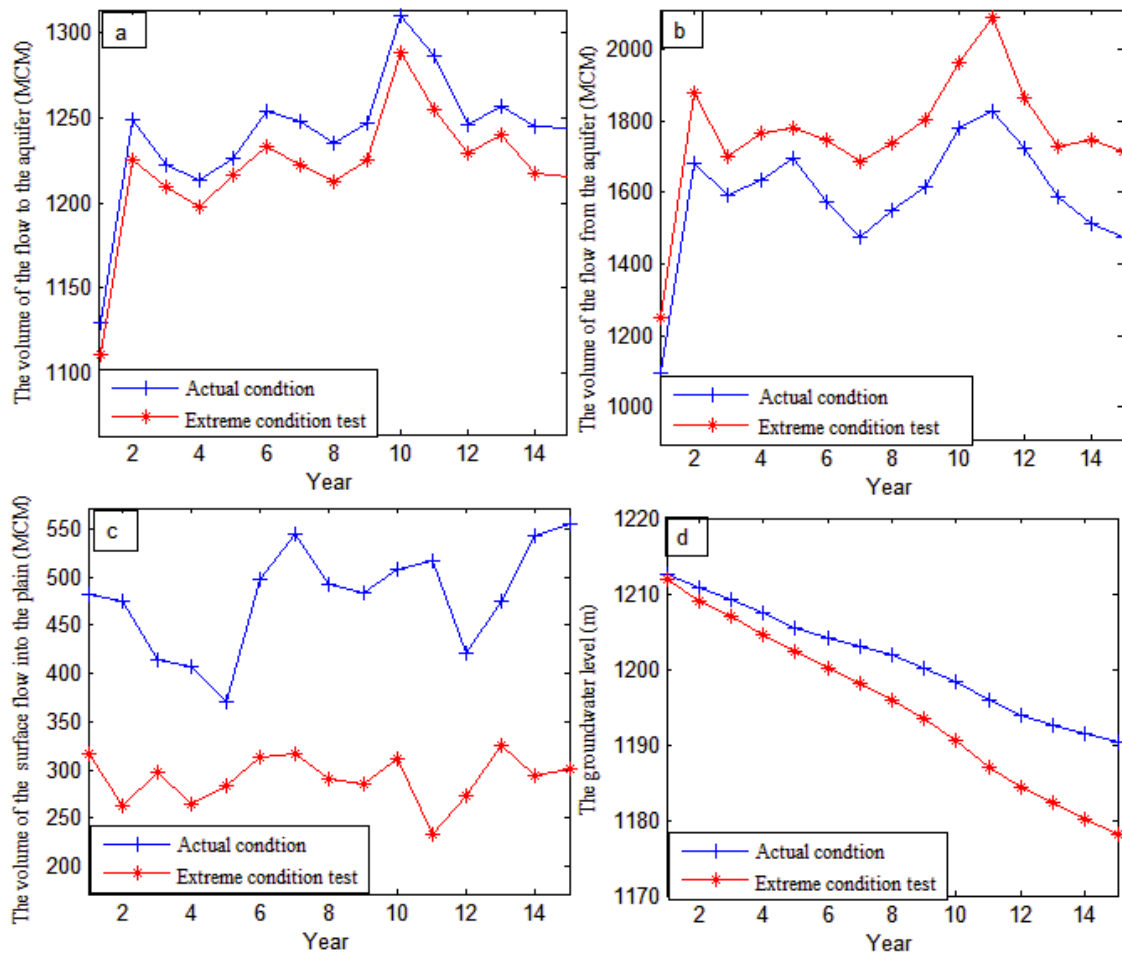 a
The volume of the flow to the aquifer (MCM)
1300
1250
1200
1150
1100
2 4 6 8 10 12 14
Year
Actual condtion
Extreme condition test
b
The volume of the flow from the aquifer (MCM)
2000
1800
1600
1400
1200
1000
2 4 6 8 10 12 14
Year
Actual condtion
Extreme condition test
c
The volume of the surface flow into the plain (MCM)
550
500
450
400
350
300
250
200
2 4 6 8 10 12 14
Year
Actual condtion
Extreme condition test
d
The groundwater level (m)
1220
1210
1200
1190
1180
1170
2 4 6 8 10 12 14
Year
Actual condtion
Extreme condition test